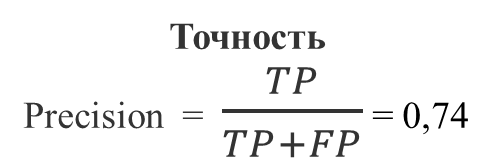 Точность
Precision = TP / TP+FP = 0,74